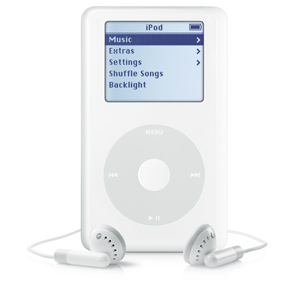 iPod
Music
Extras
Settings
Shuffle Songs
Backlight
MENU